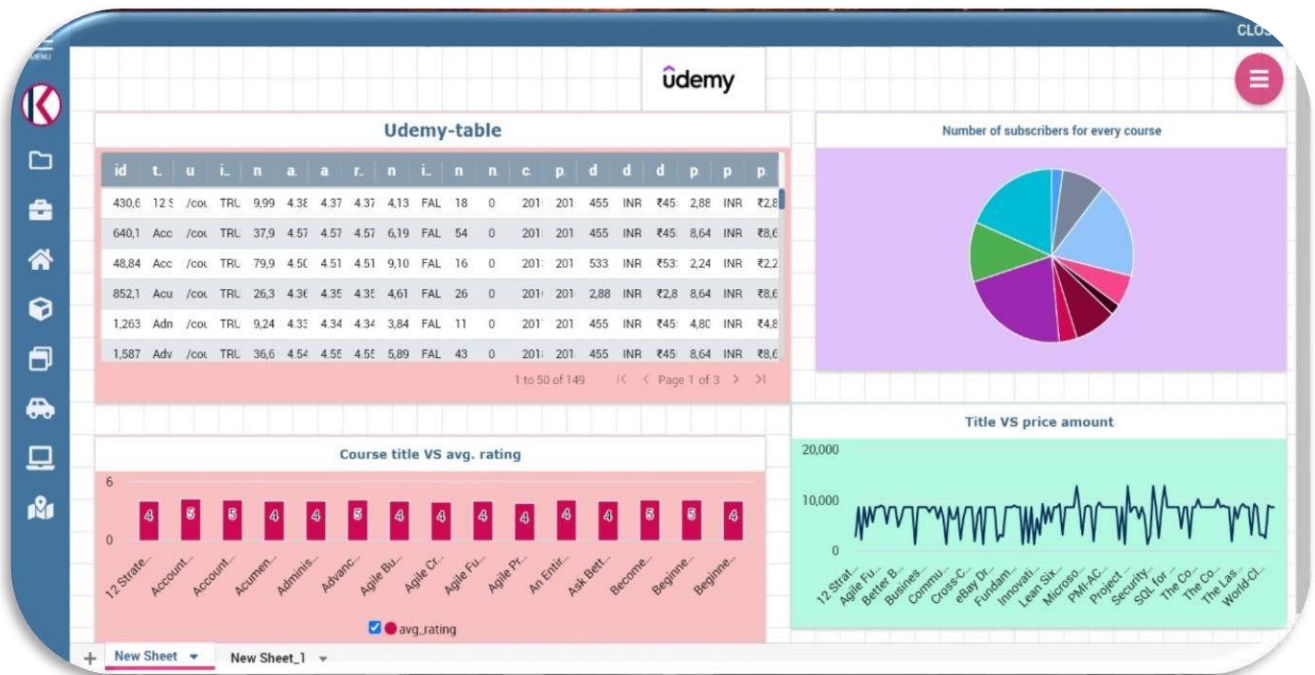 CLOS
MENU
ûdemy
Udemy-table
id t.. u i.. n a. a r.. n i.. n n. c p. d d d p p p
430,6 12 S /cou TRU 9,99 4.38 4.37 4.37 4,13 FAL 18 0 201 201 455 INR ₹45 2,88 INR ₹2,8
640,1 Acc /cou TRU 37,9 4.57 4.57 4.57 6,19 FAL 54 0 201 201 455 INR ₹45 8,64 INR ₹8,6
48,84 Acc /cou TRU 79,9 4.50 4.51 4.51 9,10 FAL 16 0 201 201 533 INR ₹53 2,24 INR ₹2,2
852,1 Acu /cou TRU 26,3 4.36 4.35 4.35 4,61 FAL 26 0 201 201 2,88 INR ₹2,8 8,64 INR ₹8,6
1,263 Adn /cou TRU 9,24 4.33 4.34 4.34 3,84 FAL 11 0 201 201 455 INR ₹45 4,80 INR ₹4,8
1,587 Adv /cou TRU 36,6 4.54 4.55 4.55 5,89 FAL 43 0 201 201 455 INR ₹45 8,64 INR ₹8,6
1 to 50 of 149 Page 1 of 3
Number of subscribers for every course
Course title VS avg. rating
6
4 5 5 4 4 5 4 4 4 4 4 4 5 5 4
0
12 Strate... Account... Account... Acumen... Adminis... Advanc... Agile Bu... Agile Cr... Agile Fu... Agile Pr... An Entir... Ask Bett... Become... Beginne... Beginne...
avg_rating
Title VS price amount
20,000
10,000
0
12 Strat... Agile Fu... Better B... Busines... Commu... Cross-C... eBay Dr... Fundam... Innovati... Lean Six... Microso... PMI-AC... Project ... Security... SQL for ... The Co... The Co... The Las... World-Cl...
+ New Sheet New Sheet_1